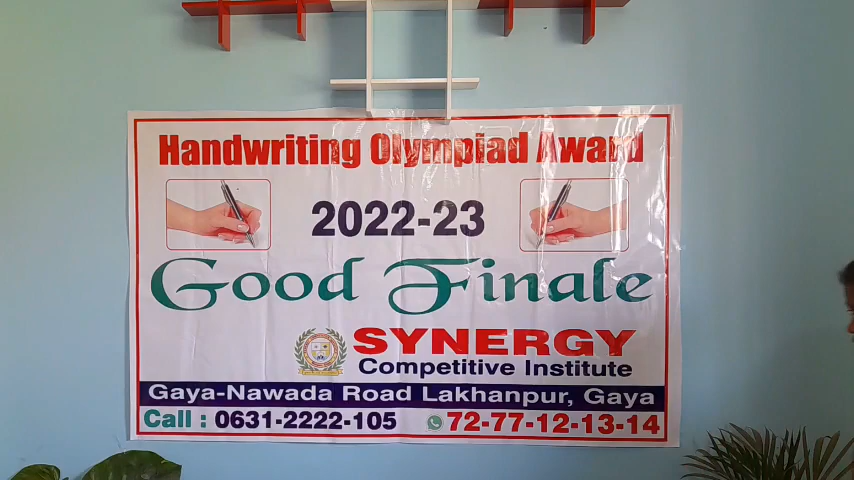 Handwriting Olympiad Award
2022-23
Good Finale
SYNERGY
Competitive Institute
Gaya-Nawada Road Lakhanpur, Gaya
Call : 0631-2222-105 72-77-12-13-14